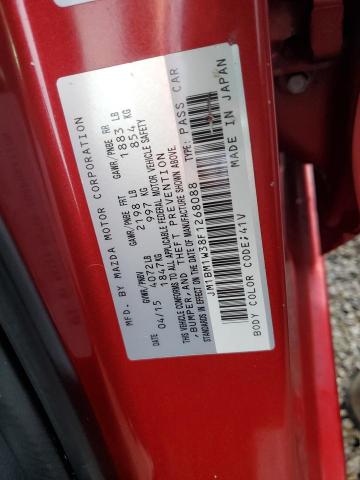 MFD. BY MAZDA MOTOR CORPORATION
GVWR/PBRV GAWR/PNBE FRT GAWR/PNBE RR
DATE 04/15 4072LB 2198 LB 1883 LB
1847KG 997 KG 854 KG
THIS VEHICLE CONFORMS TO ALL APPLICABLE FEDERAL MOTOR VEHICLE SAFETY
, BUMPER, AND THEFT PREVENTION
STANDARDS IN EFFECT ON THE DATE OF MANUFACTURE SHOWN ABOVE.
JM1BM1W38F1268088 TYPE: PASS CAR
BODY COLOR CODE/41V MADE IN JAPAN